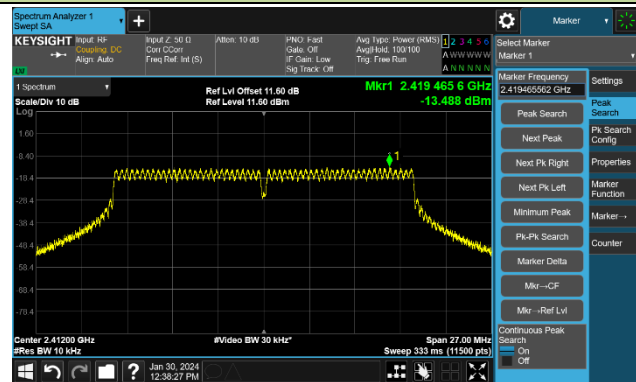 Spectrum Analyzer 1
Swept SA
Marker
KEYSIGHT
Input: RF
Coupling: DC
Align: Auto
Input Z: 50 Ω
Corr CCorr
Freq Ref: Int (S)
Atten: 10 dB
PNO: Fast
Gate: Off
IF Gain: Low
Sig Track: Off
Avg Type: Power (RMS)
Avg|Hold: 100/100
Trig: Free Run
1 2 3 4 5 6
A W W W W W
A N N N N N
LVI
1 Spectrum
Scale/Div 10 dB
Log
Ref Lvl Offset 11.60 dB
Ref Level 11.60 dBm
Mkr1 2.419 465 6 GHz
-13.488 dBm
1
1.60
-8.40
-18.4
-28.4
-38.4
-48.4
-58.4
-68.4
-78.4
Center 2.41200 GHz
#Res BW 10 kHz
#Video BW 30 kHz*
Span 27.00 MHz
Sweep 333 ms (11500 pts)
Select Marker
Marker 1
Marker Frequency
2.419465562 GHz
Peak Search
Next Peak
Next Pk Right
Next Pk Left
Minimum Peak
Pk-Pk Search
Marker Delta
Mkr→CF
Mkr→Ref Lvl
Continuous Peak
Search
On
Off
Settings
Peak
Search
Pk Search
Config
Properties
Marker
Function
Marker→
Counter
?
Jan 30, 2024
12:38:27 PM